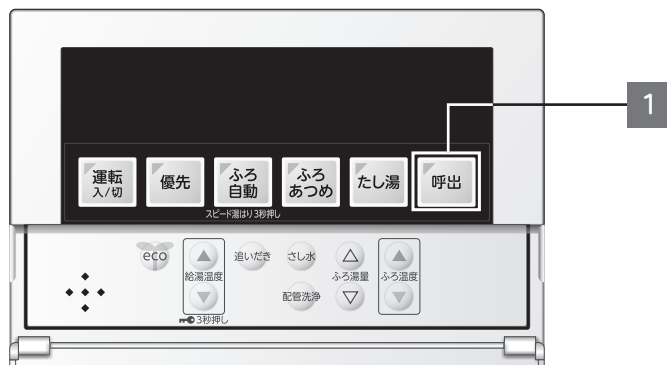 1
運転
入/切
優先
ふろ
自動
ふろ
あつめ
たし湯
呼出
スピード湯はり3秒押し
eco
給湯温度
3秒押し
追いだき
さし水
配管洗浄
ふろ湯量
ふろ温度